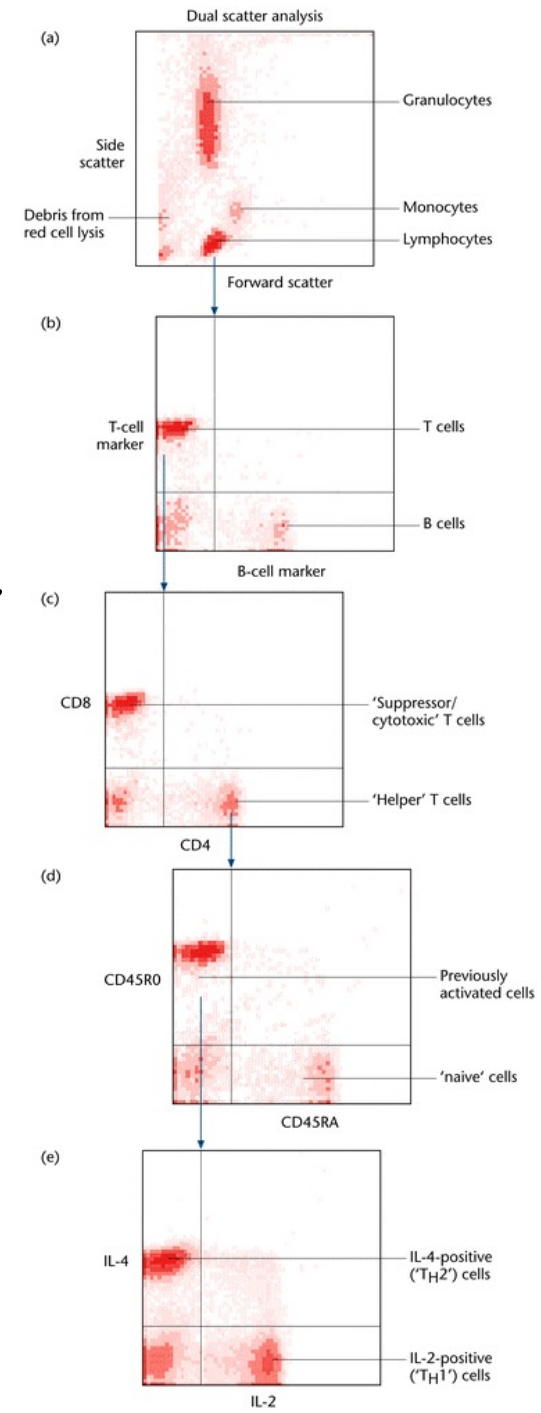 Dual scatter analysis
(a)
Granulocytes
Side
scatter
Monocytes
Debris from
red cell lysis
Lymphocytes
Forward scatter
(b)
T-cell
marker
T cells
B cells
B-cell marker
(c)
CD8
‘Suppressor/
cytotoxic’ T cells
‘Helper’ T cells
CD4
(d)
CD45R0
Previously
activated cells
‘naive‘ cells
CD45RA
(e)
IL-4
IL-4-positive
(‘TH2’) cells
IL-2-positive
(‘TH1’) cells
IL-2